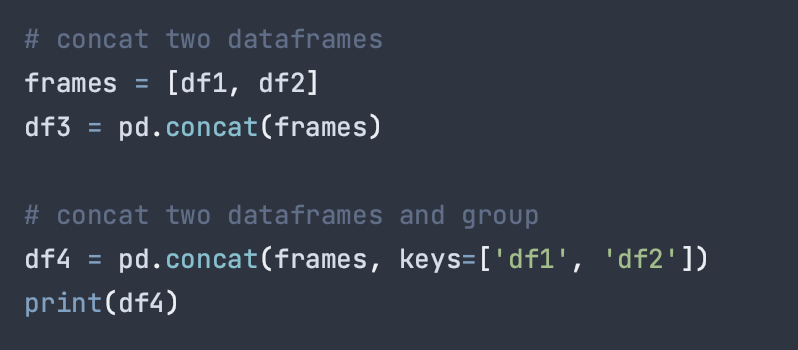 # concat two dataframes
frames = [df1, df2]
df3 = pd.concat(frames)
# concat two dataframes and group
df4 = pd.concat(frames, keys=['df1', 'df2'])
print(df4)